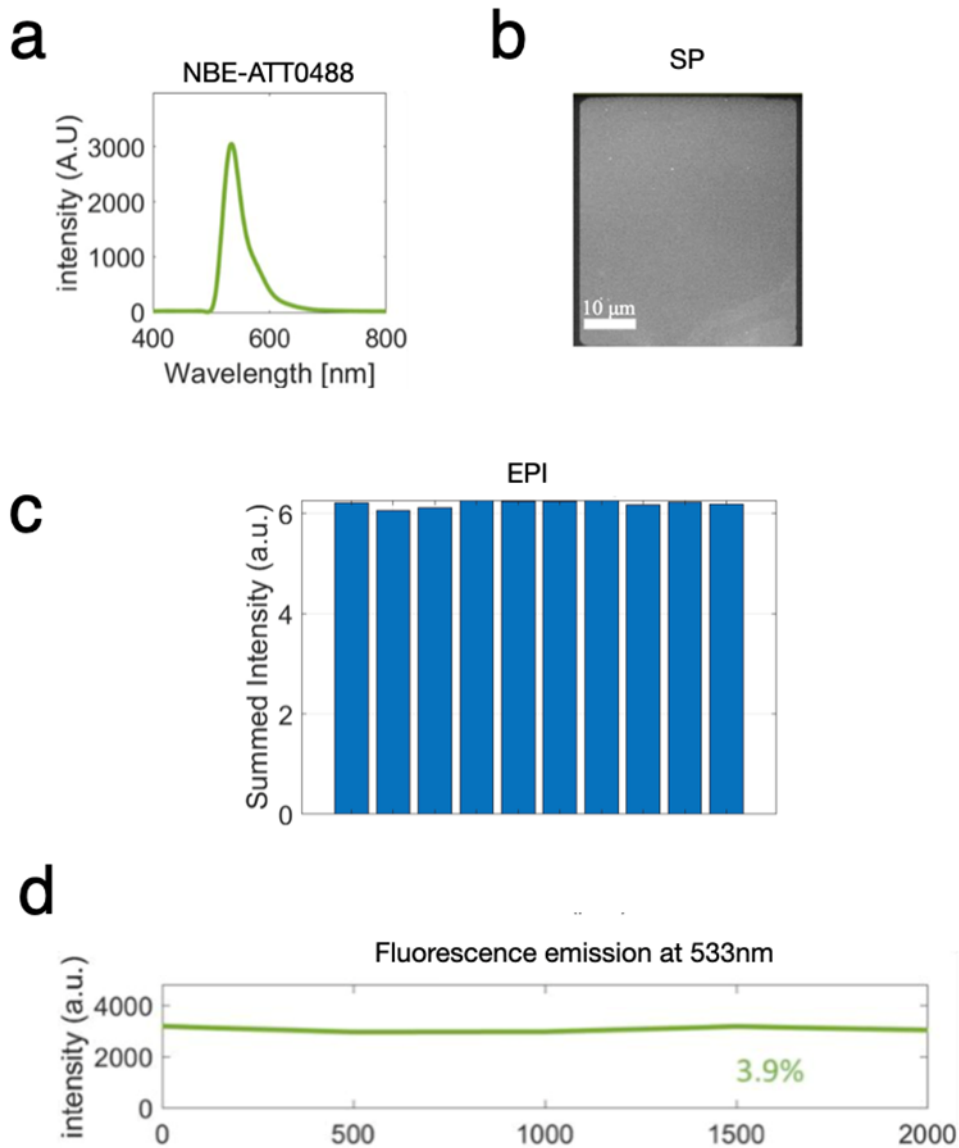 a
NBE-ATT0488
intensity (A.U)
3000
2000
1000
0
400
600
800
Wavelength [nm]
b
SP
10 μm
c
EPI
Summed Intensity (a.u.)
6
4
2
0
d
Fluorescence emission at 533nm
intensity (a.u.)
4000
2000
0
3.9%
0
500
1000
1500
2000